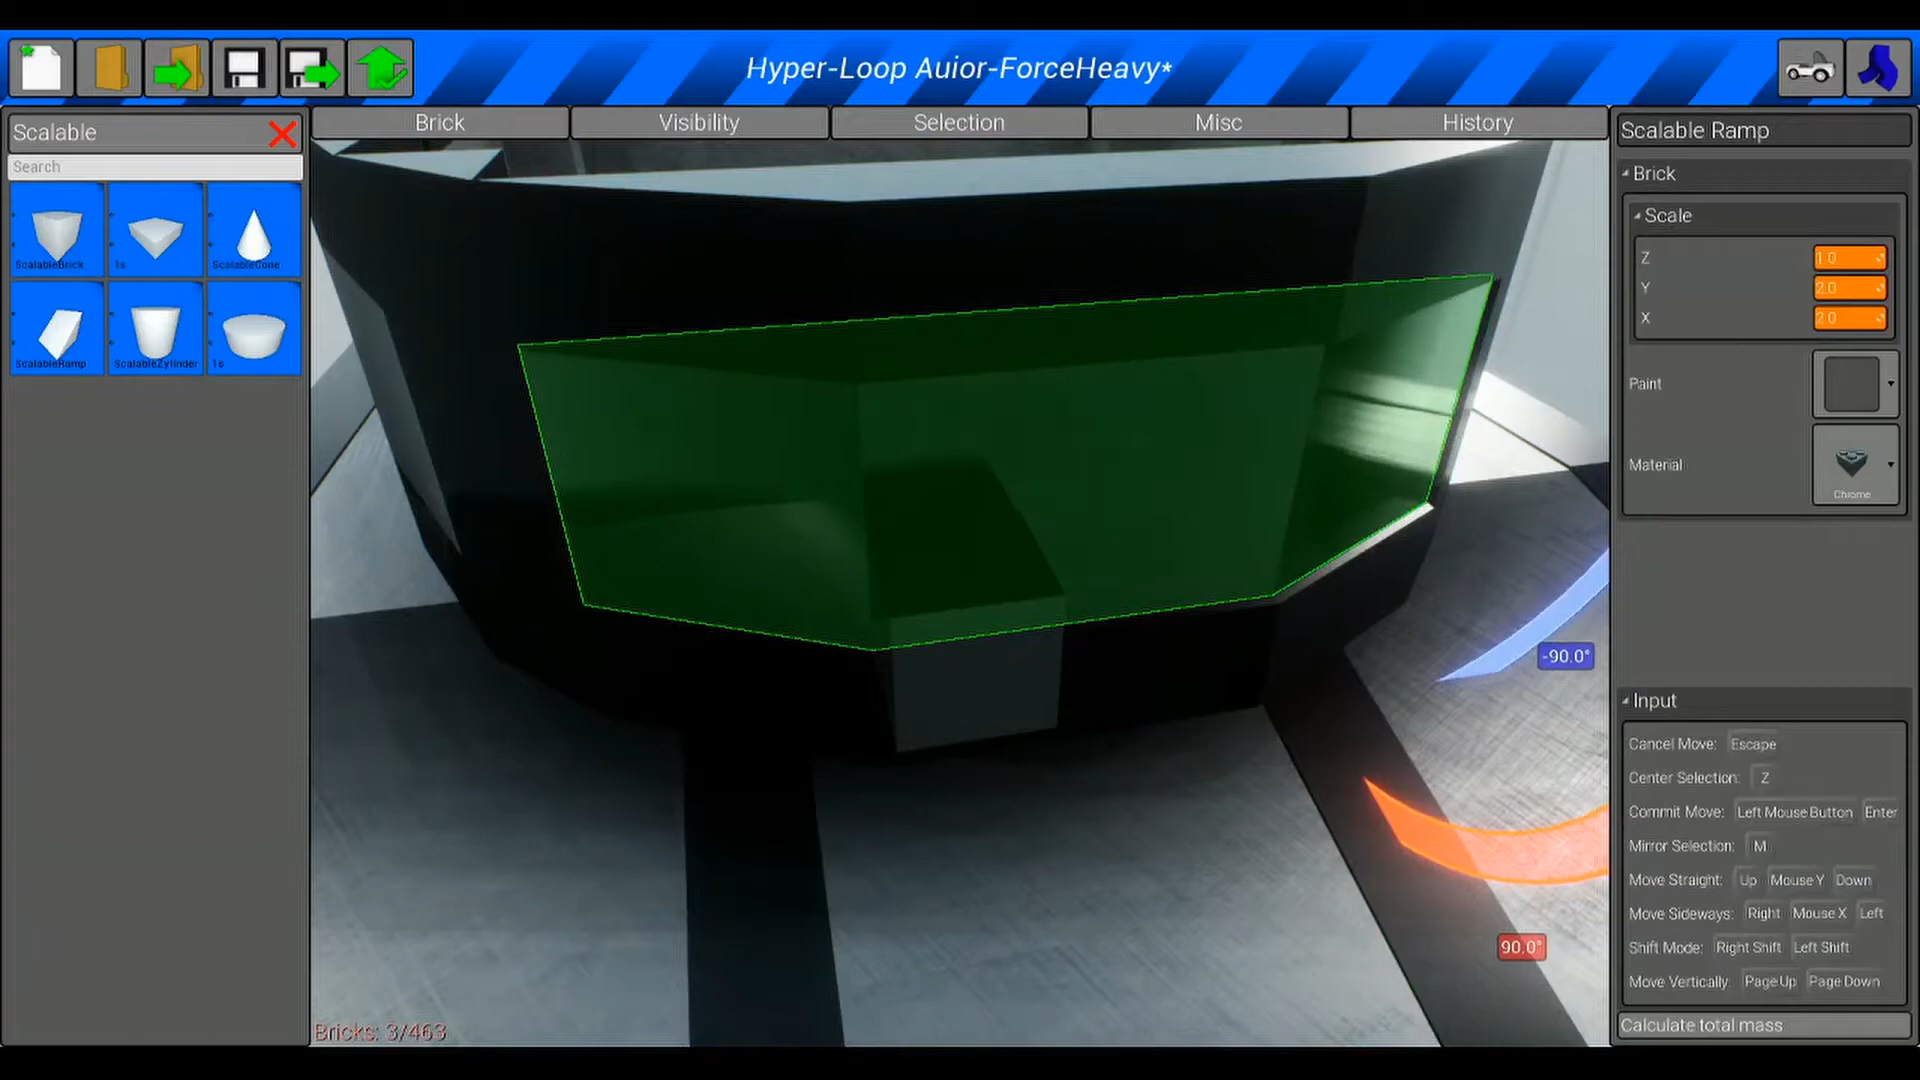 Hyper-Loop Auior-ForceHeavy*
Scalable
Search
ScalableBrick
1s
ScalableCone
ScalableRamp
ScalableZylinder
1s
Brick
Visibility
Selection
Misc
History
-90.0°
90.0°
Bricks: 3/463
Scalable Ramp
Brick
Scale
Z 1.0
Y 2.0
X 2.0
Paint
Material
Chrome
Input
Cancel Move: Escape
Center Selection: Z
Commit Move: Left Mouse Button Enter
Mirror Selection: M
Move Straight: Up Mouse Y Down
Move Sideways: Right Mouse X Left
Shift Mode: Right Shift Left Shift
Move Vertically: Page Up Page Down
Calculate total mass